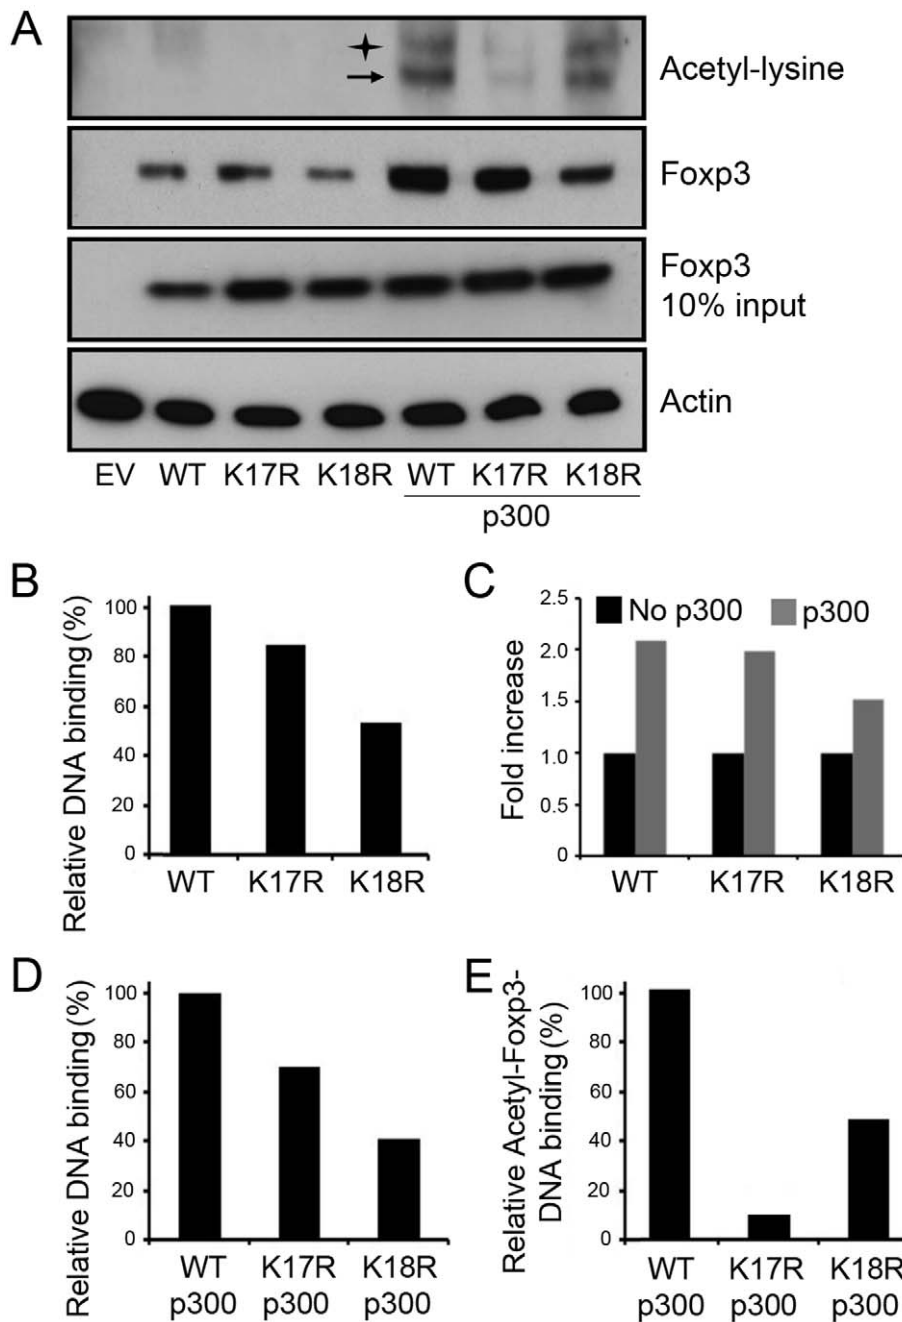 A
Acetyl-lysine
Foxp3
Foxp3
10% input
Actin
EV WT K17R K18R WT K17R K18R
p300
B
Relative DNA binding (%)
100
80
60
40
20
0
WT K17R K18R
C
Fold increase
2.5
2.0
1.5
1.0
0.5
0
No p300 p300
WT K17R K18R
D
Relative DNA binding (%)
100
80
60
40
20
0
WT K17R K18R
p300 p300 p300
E
Relative Acetyl-Foxp3-
DNA binding (%)
100
80
60
40
20
0
WT K17R K18R
p300 p300 p300